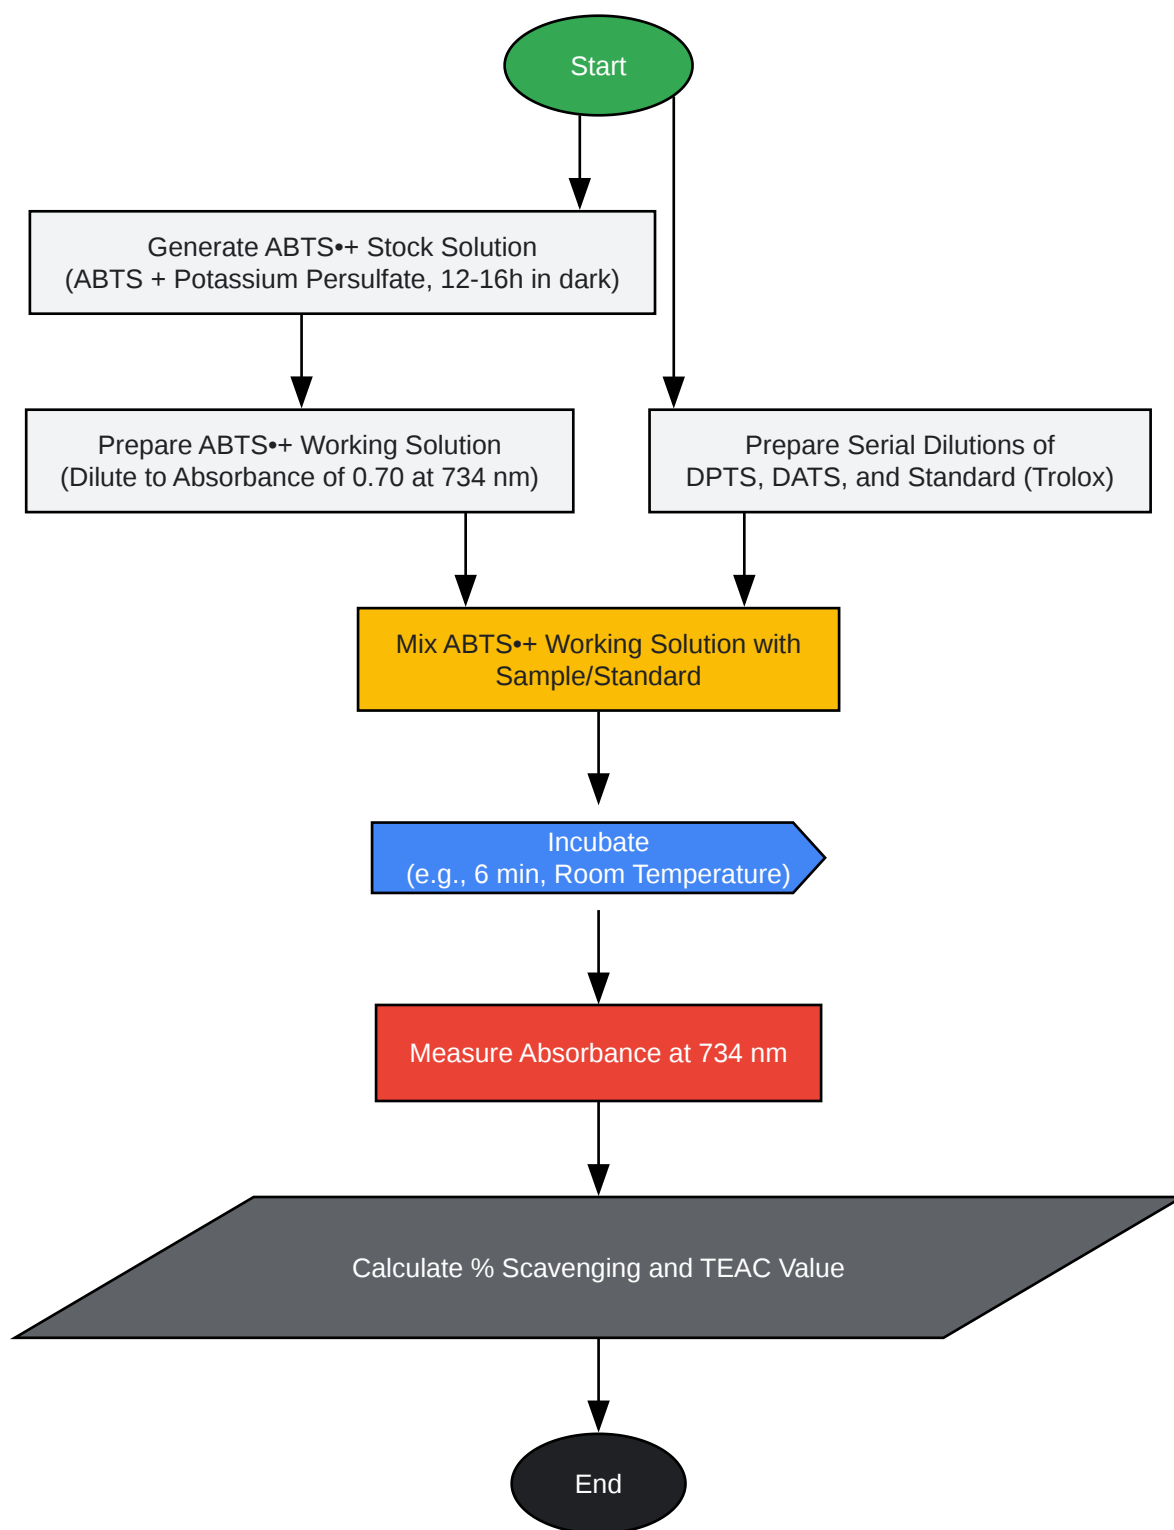 Start
Generate ABTS•+ Stock Solution
(ABTS + Potassium Persulfate, 12-16h in dark)
Prepare ABTS•+ Working Solution
(Dilute to Absorbance of 0.70 at 734 nm)
Prepare Serial Dilutions of
DPTS, DATS, and Standard (Trolox)
Mix ABTS•+ Working Solution with
Sample/Standard
Incubate
(e.g., 6 min, Room Temperature)
Measure Absorbance at 734 nm
Calculate % Scavenging and TEAC Value
End